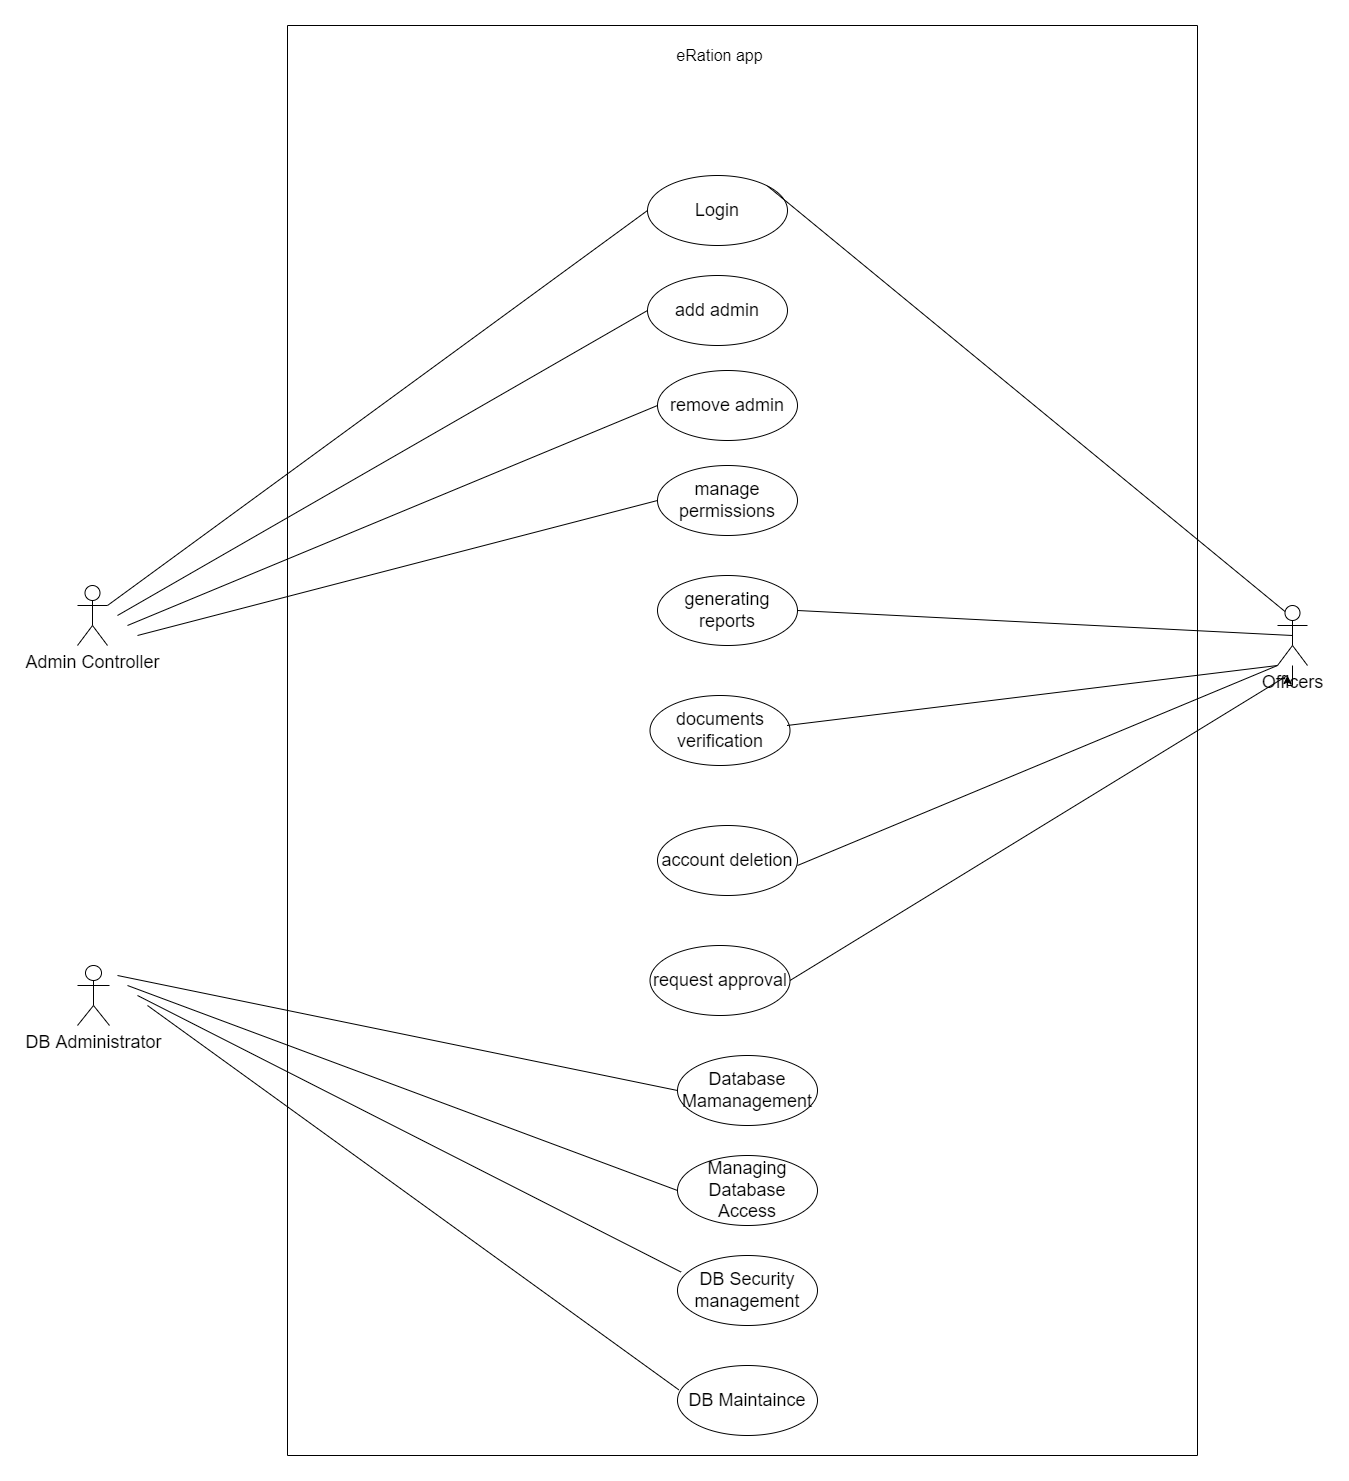 eRation app
Login
add admin
remove admin
manage
permissions
generating
reports
Admin Controller
Officers
documents
verification
account deletion
request approval
DB Administrator
Database
Mamanagement
Managing
Database
Access
DB Security
management
DB Maintaince